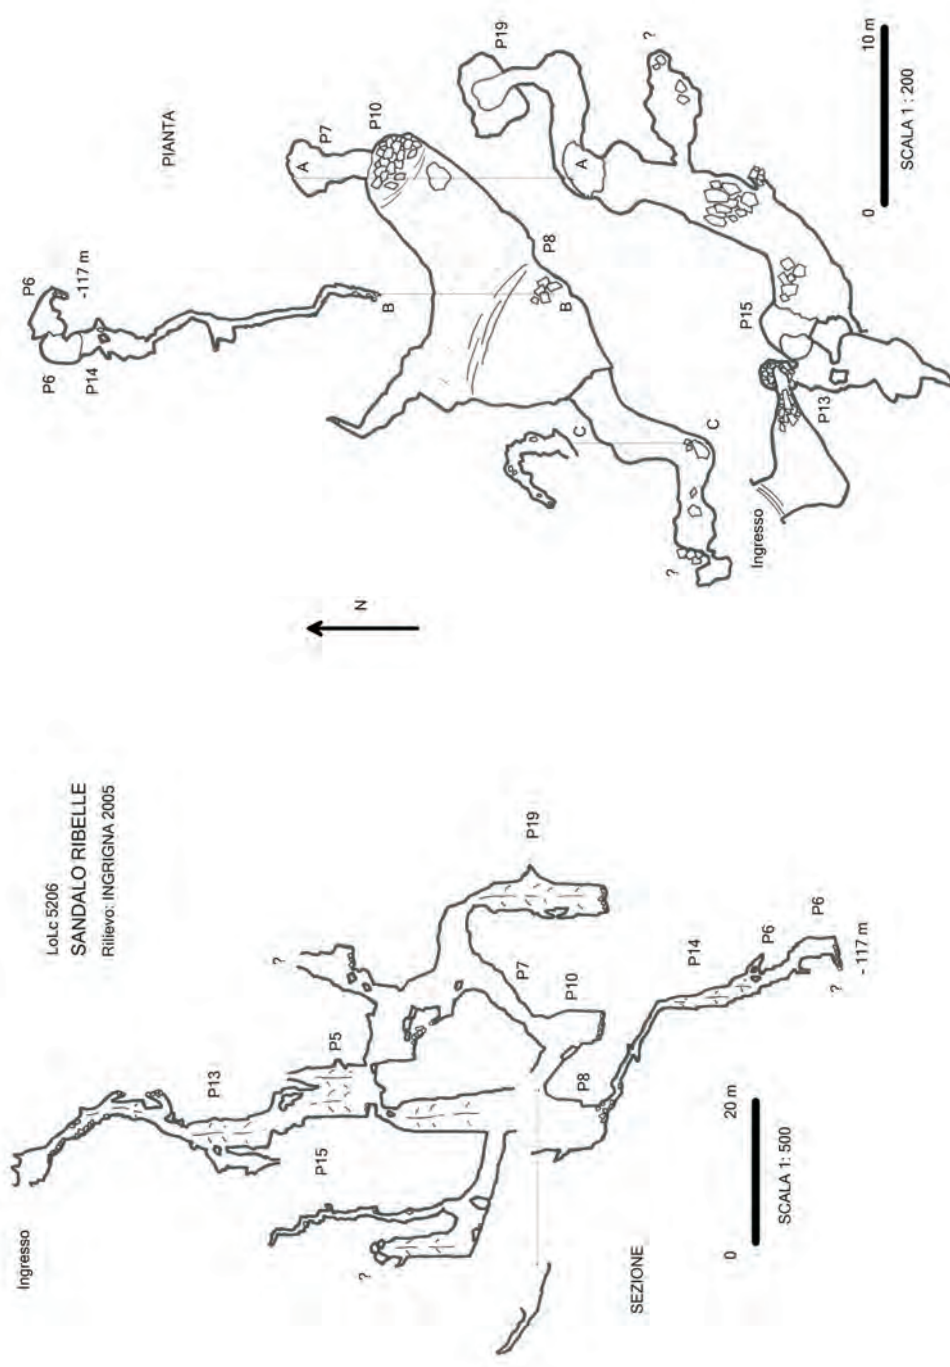 LoLc 5206
SANDALO RIBELLE
Rilievo: INGRIGNA 2005
Ingresso
P13
P5
?
P15
?
P19
P7
P10
P8
P14
P6
P6
?
- 117 m
SEZIONE
0
20 m
SCALA 1: 500
PIANTA
P6
P6
-117 m
P14
B
A
P7
P10
P8
B
C
C
?
P19
A
?
P15
P13
Ingresso
N
0
10 m
SCALA 1 : 200